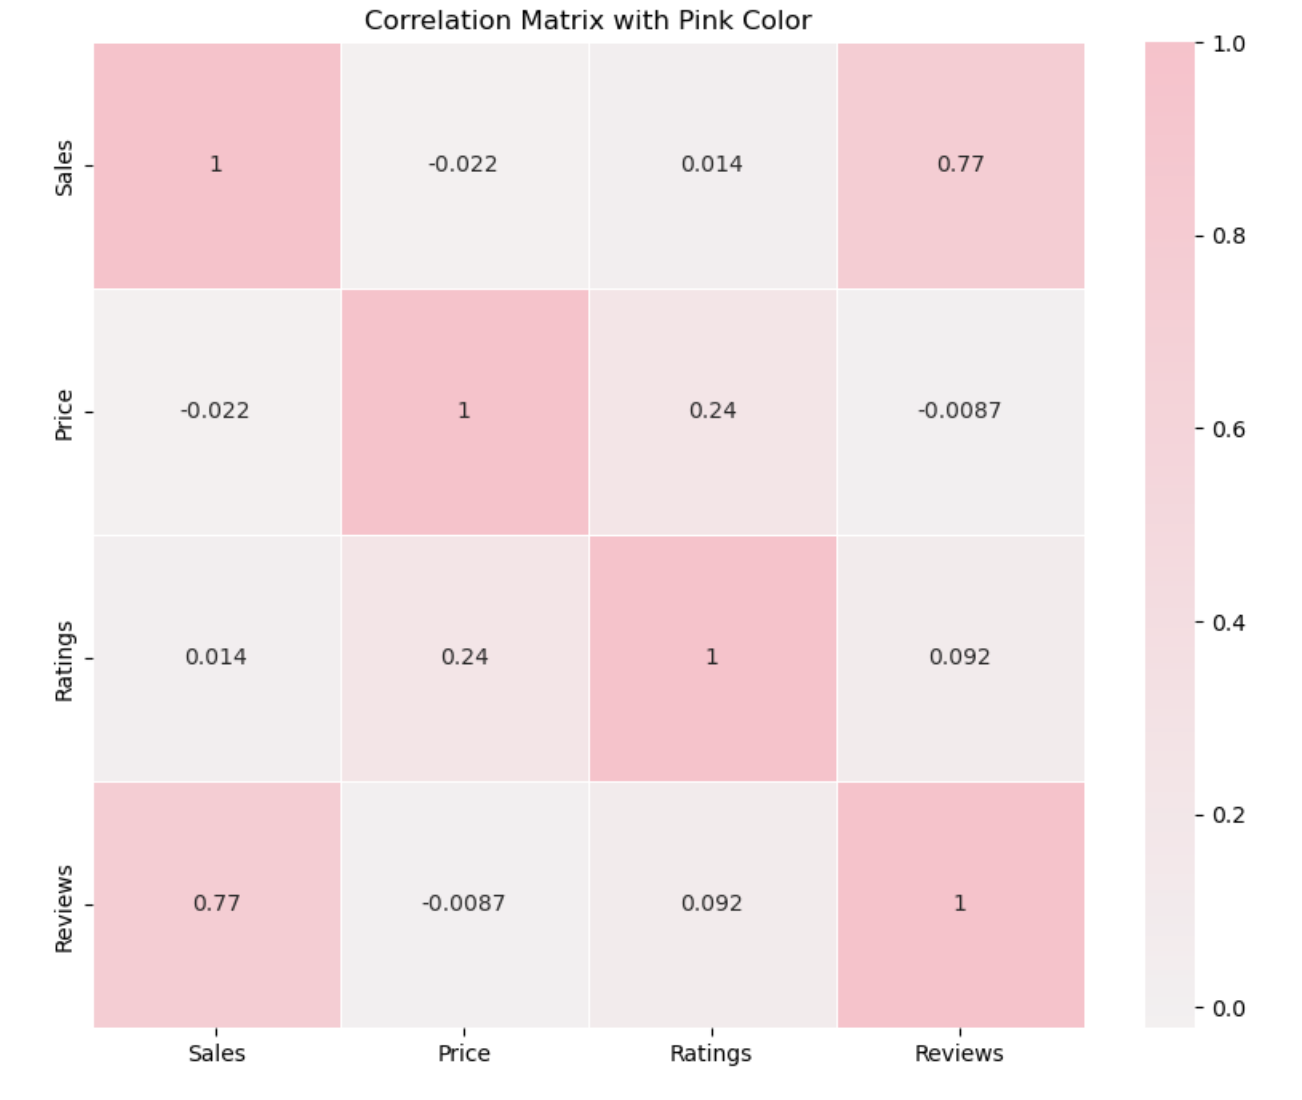 Correlation Matrix with Pink Color
Sales
1
-0.022
0.014
0.77
Price
-0.022
1
0.24
-0.0087
Ratings
0.014
0.24
1
0.092
Reviews
0.77
-0.0087
0.092
1
Sales
Price
Ratings
Reviews
1.0
0.8
0.6
0.4
0.2
0.0